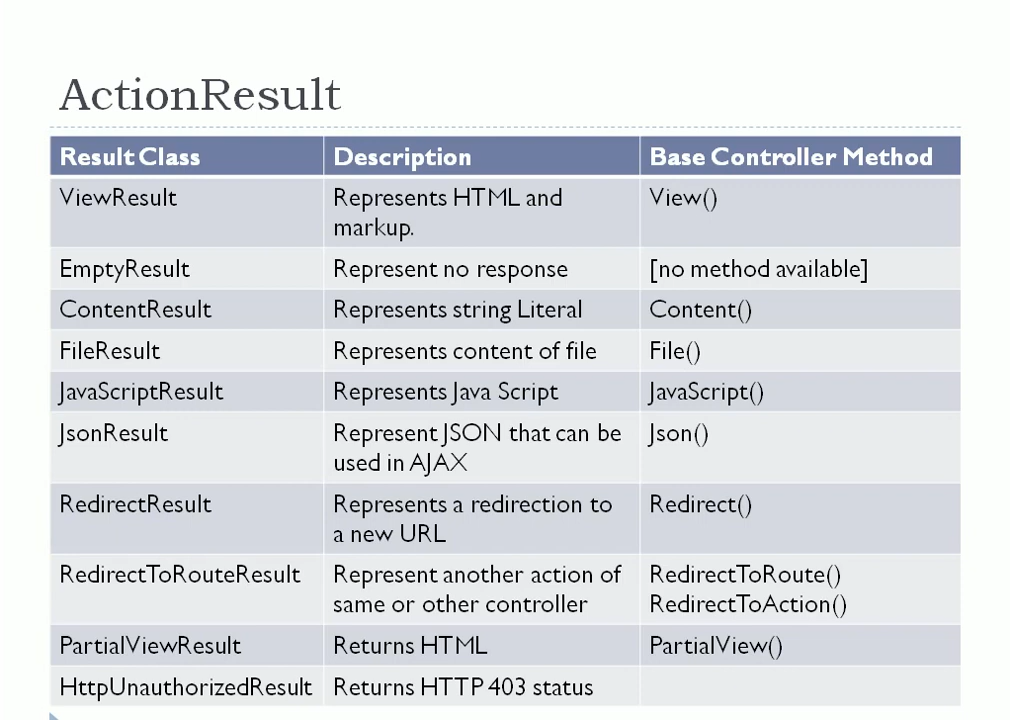 ActionResult
Result Class Description Base Controller Method
ViewResult Represents HTML and View()
markup.
EmptyResult Represent no response [no method available]
ContentResult Represents string Literal Content()
FileResult Represents content of file File()
JavaScriptResult Represents Java Script JavaScript()
JsonResult Represent JSON that can be Json()
used in AJAX
RedirectResult Represents a redirection to Redirect()
a new URL
RedirectToRouteResult Represent another action of RedirectToRoute()
same or other controller RedirectToAction()
PartialViewResult Returns HTML PartialView()
HttpUnauthorizedResult Returns HTTP 403 status